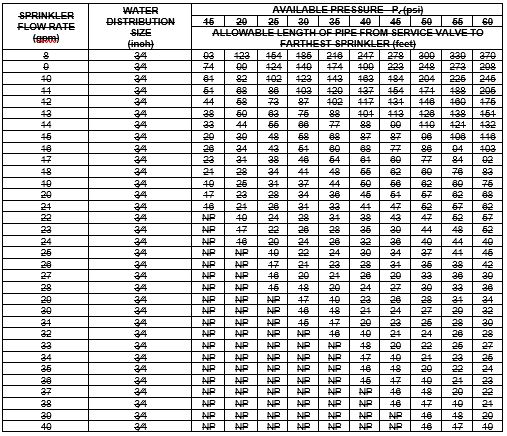 SPRINKLER FLOW RATE (gpm)
WATER DISTRIBUTION SIZE (inch)
AVAILABLE PRESSURE—Pt (psi)
15 20 25 30 35 40 45 50 55 60
ALLOWABLE LENGTH OF PIPE FROM SERVICE VALVE TO FARTHEST SPRINKLER (feet)
8 3/4 93 123 154 185 216 247 278 309 339 370
9 3/4 74 99 124 149 174 199 223 248 273 298
10 3/4 61 82 102 123 143 163 184 204 225 245
11 3/4 51 68 86 103 120 137 154 171 188 205
12 3/4 44 58 73 87 102 117 131 146 160 175
13 3/4 38 50 63 75 88 101 113 126 138 151
14 3/4 33 44 55 66 77 88 99 110 121 132
15 3/4 29 39 48 58 68 77 87 96 106 116
16 3/4 26 34 43 51 60 68 77 86 94 103
17 3/4 23 31 38 46 54 61 69 77 84 92
18 3/4 21 28 34 41 48 55 62 69 76 83
19 3/4 19 25 31 37 44 50 56 62 69 75
20 3/4 17 23 28 34 39 45 51 57 62 68
21 3/4 16 21 26 31 36 41 47 52 57 62
22 3/4 NP 19 24 28 33 38 43 47 52 57
23 3/4 NP 17 22 26 30 35 39 44 48 52
24 3/4 NP 16 20 24 28 32 36 40 44 49
25 3/4 NP NP 19 22 26 30 34 37 41 45
26 3/4 NP NP 17 21 24 28 31 35 38 42
27 3/4 NP NP 16 20 23 26 29 33 36 39
28 3/4 NP NP 15 18 21 24 27 30 33 36
29 3/4 NP NP NP 17 20 23 26 28 31 34
30 3/4 NP NP NP 16 19 21 24 27 29 32
31 3/4 NP NP NP 15 17 20 23 25 28 30
32 3/4 NP NP NP NP 16 19 21 24 26 28
33 3/4 NP NP NP NP NP 18 20 22 25 27
34 3/4 NP NP NP NP NP 17 19 21 23 25
35 3/4 NP NP NP NP NP 16 18 20 22 24
36 3/4 NP NP NP NP NP 15 17 19 21 23
37 3/4 NP NP NP NP NP NP 16 18 20 22
38 3/4 NP NP NP NP NP NP 16 17 19 21
39 3/4 NP NP NP NP NP NP NP 16 18 20
40 3/4 NP NP NP NP NP NP NP 16 17 19